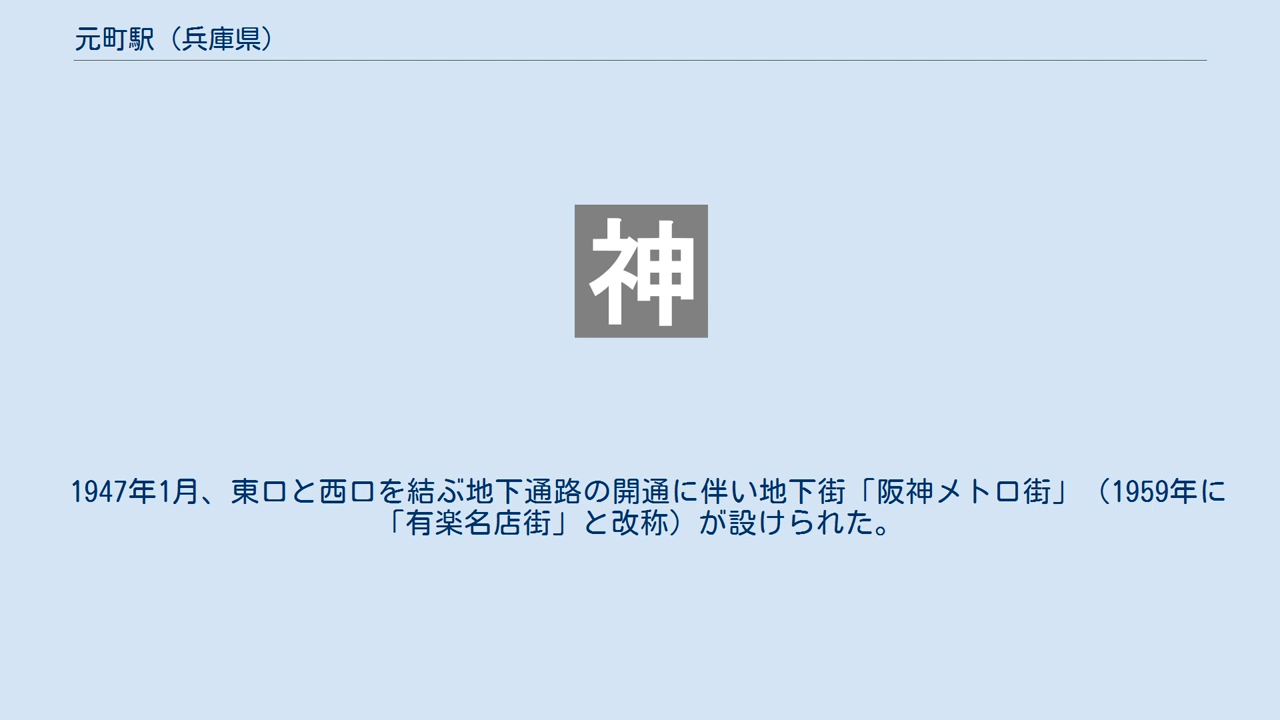 元町駅（兵庫県）
神
1947年1月、東口と西口を結ぶ地下通路の開通に伴い地下街「阪神メトロ街」（1959年に
「有楽名店街」と改称）が設けられた。